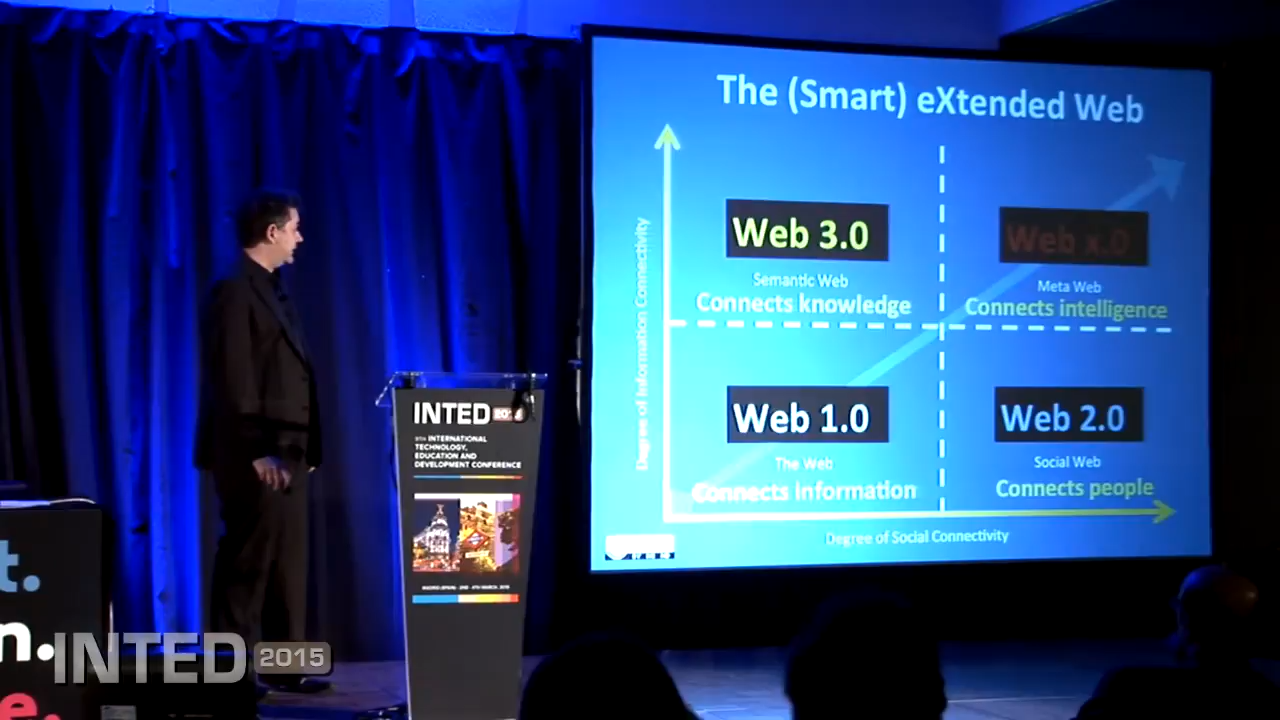 The (Smart) eXtended Web
Degree of Information Connectivity
Web 3.0
Semantic Web
Connects knowledge
Web x.0
Meta Web
Connects intelligence
Web 1.0
The Web
Connects information
Web 2.0
Social Web
Connects people
Degree of Social Connectivity
INTED
INTERNATIONAL
TECHNOLOGY,
EDUCATION AND
DEVELOPMENT CONFERENCE
t.
n.
e.
INTED 2015